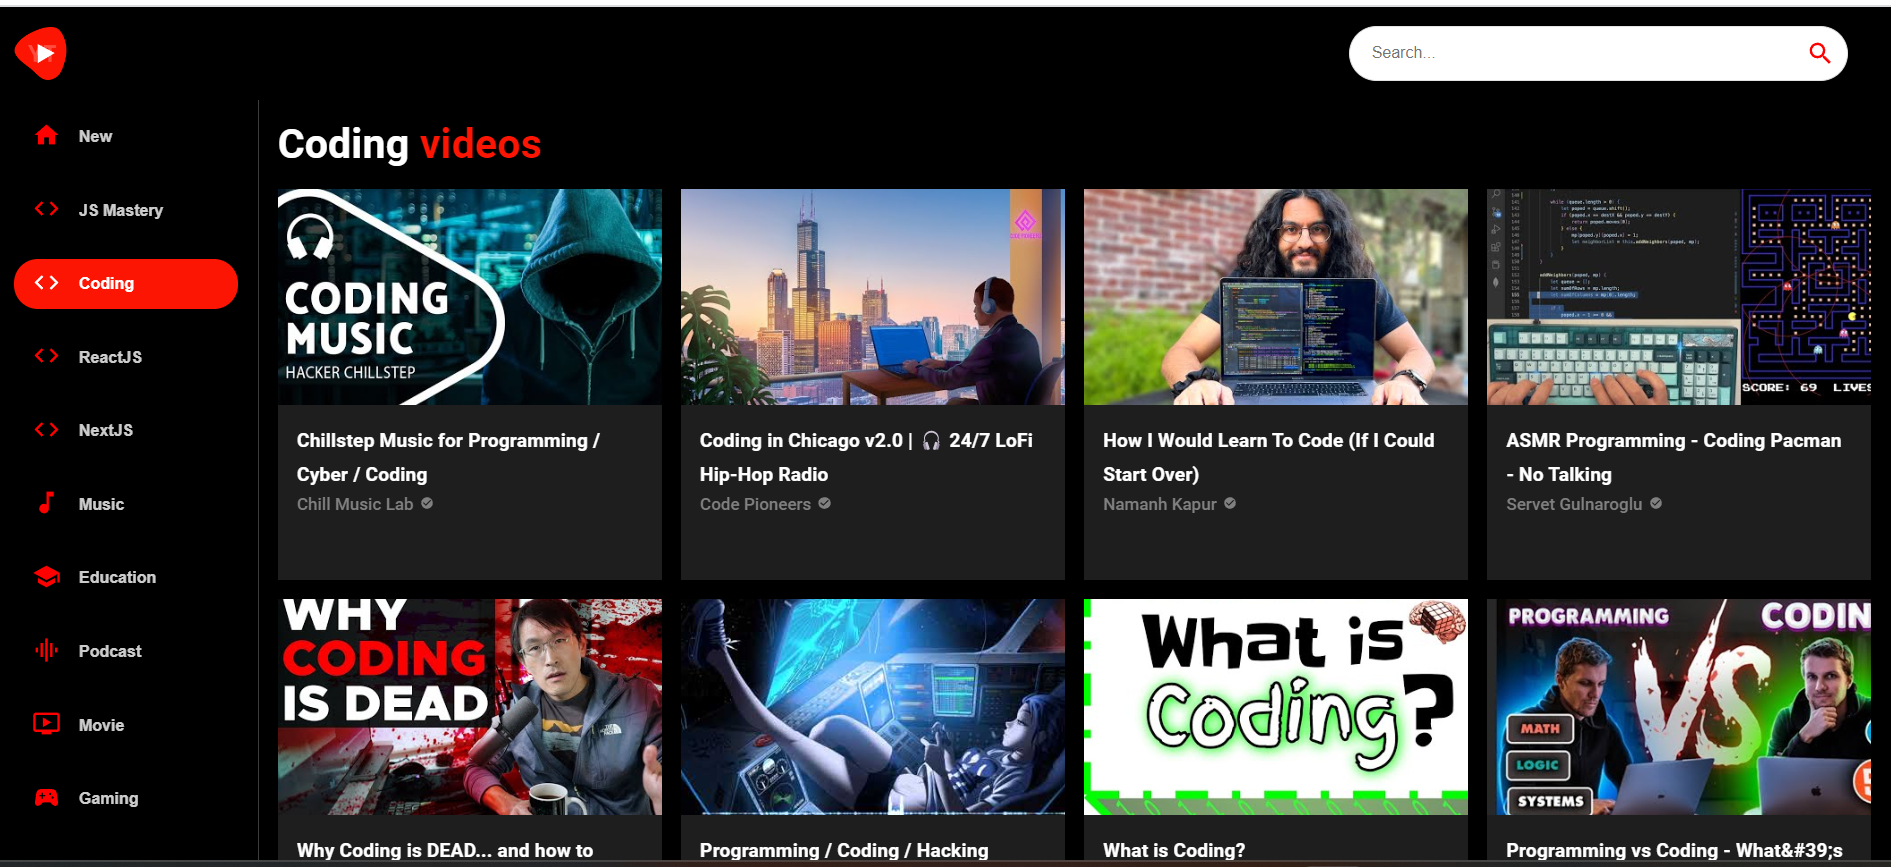 Search...
New
JS Mastery
Coding
ReactJS
NextJS
Music
Education
Podcast
Movie
Gaming
Coding videos
CODING
MUSIC
HACKER CHILLSTEP
Chillstep Music for Programming /
Cyber / Coding
Chill Music Lab
CODE PIONEERS
Coding in Chicago v2.0 | 🎧 24/7 LoFi
Hip-Hop Radio
Code Pioneers
How I Would Learn To Code (If I Could
Start Over)
Namanh Kapur
SCORE: 69 LIVES
ASMR Programming - Coding Pacman
- No Talking
Servet Gulnaroglu
WHY
CODING
IS DEAD
Why Coding is DEAD... and how to
Programming / Coding / Hacking
What is
Coding?
What is Coding?
PROGRAMMING
CODIN
VS
MATH
LOGIC
SYSTEMS
Programming vs Coding - What&#39;s